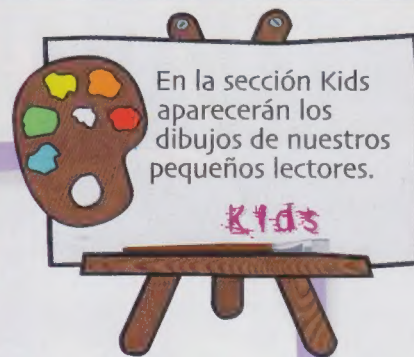 En la sección Kids
aparecerán los
dibujos de nuestros
pequeños lectores.
Kids